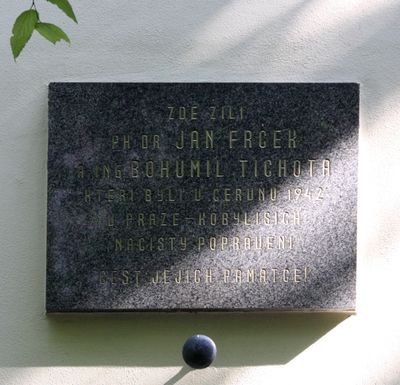 ZDE ŽILI
PH DR. JAN FRČEK
A ING. BOHUMIL TICHOTA
KTEŘÍ BYLI V ČERVNU 1942
V PRAZE-KOBYLISÍCH
NACISTY POPRAVENI
ČEST JEJICH PAMÁTCE!